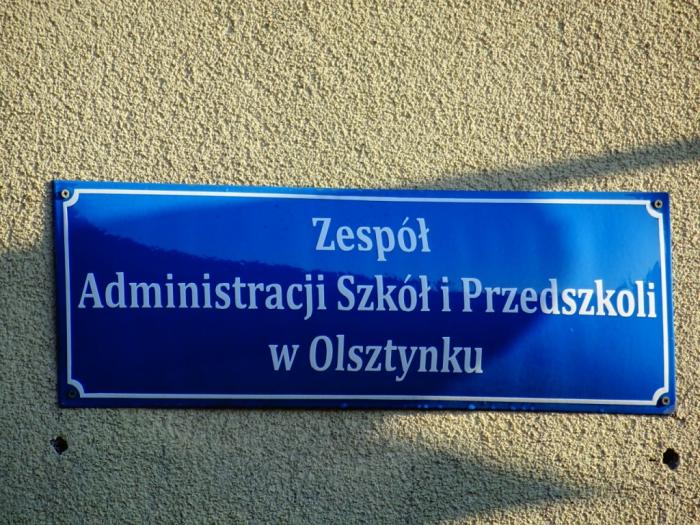 Zespół
Administracji Szkół i Przedszkoli
w Olsztynku